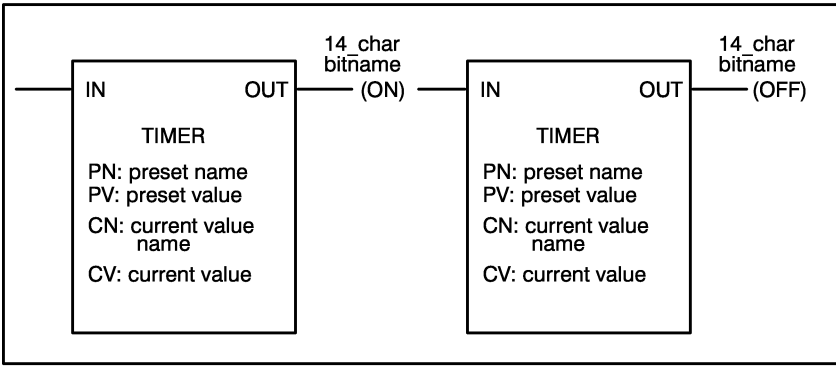 14_char
bitname
IN OUT (ON)
TIMER
PN: preset name
PV: preset value
CN: current value
name
CV: current value
14_char
bitname
IN OUT (OFF)
TIMER
PN: preset name
PV: preset value
CN: current value
name
CV: current value